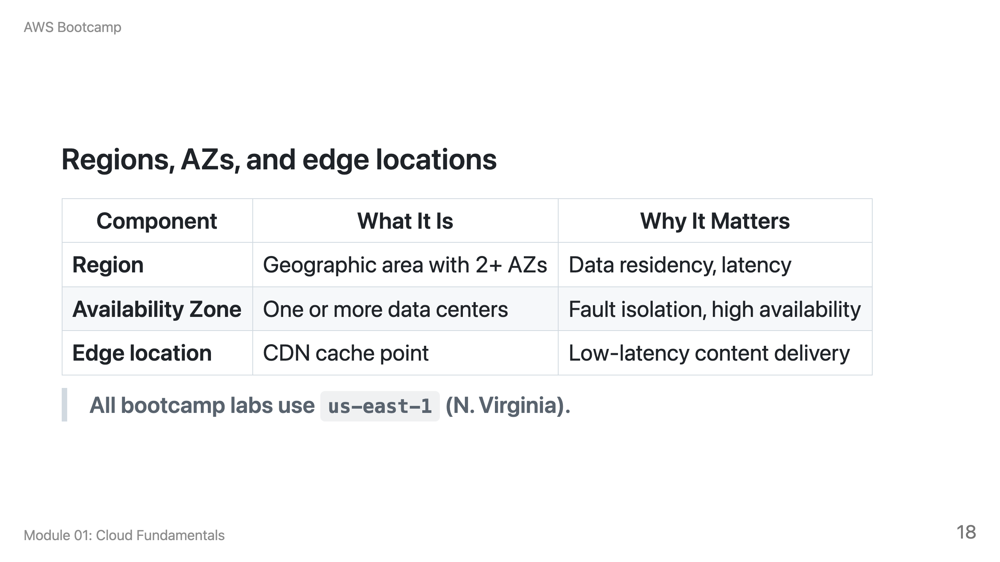 AWS Bootcamp
Regions, AZs, and edge locations
Component What It Is Why It Matters
Region Geographic area with 2+ AZs Data residency, latency
Availability Zone One or more data centers Fault isolation, high availability
Edge location CDN cache point Low-latency content delivery
All bootcamp labs use us-east-1 (N. Virginia).
Module 01: Cloud Fundamentals
18